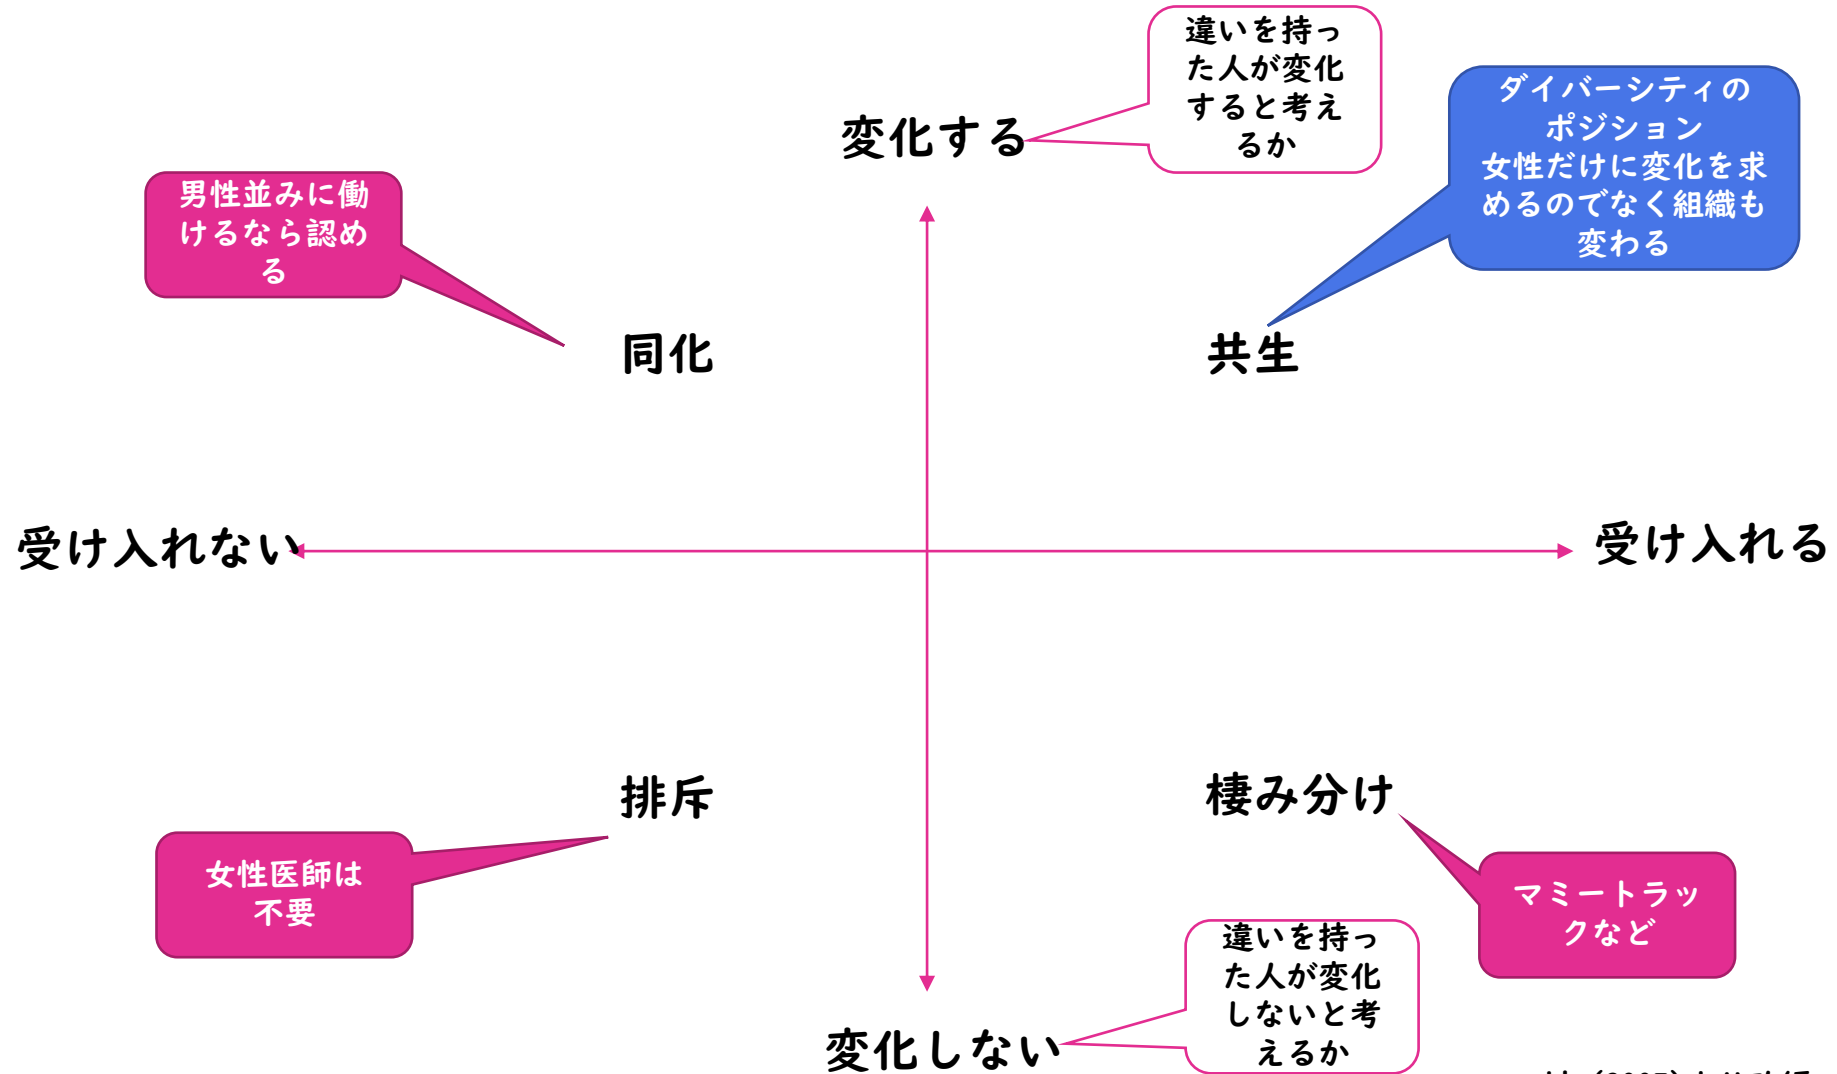 違いを持っ
た人が変化
すると考え
るか
変化する
ダイバーシティの
ポジション
女性だけに変化を求
めるのでなく組織も
変わる
男性並みに働
けるなら認め
る
同化
共生
受け入れない
受け入れる
排斥
棲み分け
女性医師は
不要
マミートラッ
クなど
違いを持っ
た人が変化
しないと考
えるか
変化しない